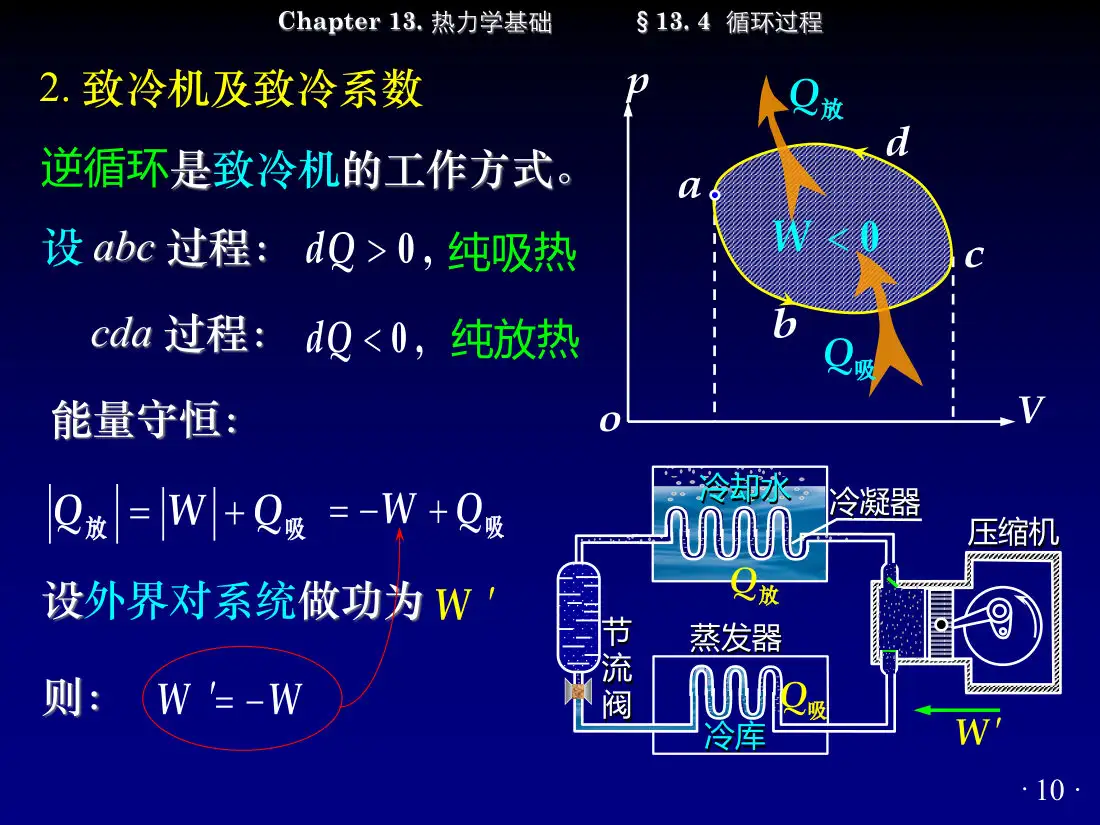 Chapter 13. 热力学基础 §13. 4 循环过程
2. 致冷机及致冷系数
逆循环是致冷机的工作方式。
设 abc 过程： dQ > 0 , 纯吸热
cda 过程： dQ < 0 , 纯放热
能量守恒：
|Q放| = |W| + Q吸 = −W + Q吸
设外界对系统做功为 W ′
则： W ′= −W
p
Q放
d
a
W < 0
c
b
Q吸
o
V
冷却水
冷凝器
压缩机
Q放
节流阀
蒸发器
Q吸
冷库
W′
· 10 ·